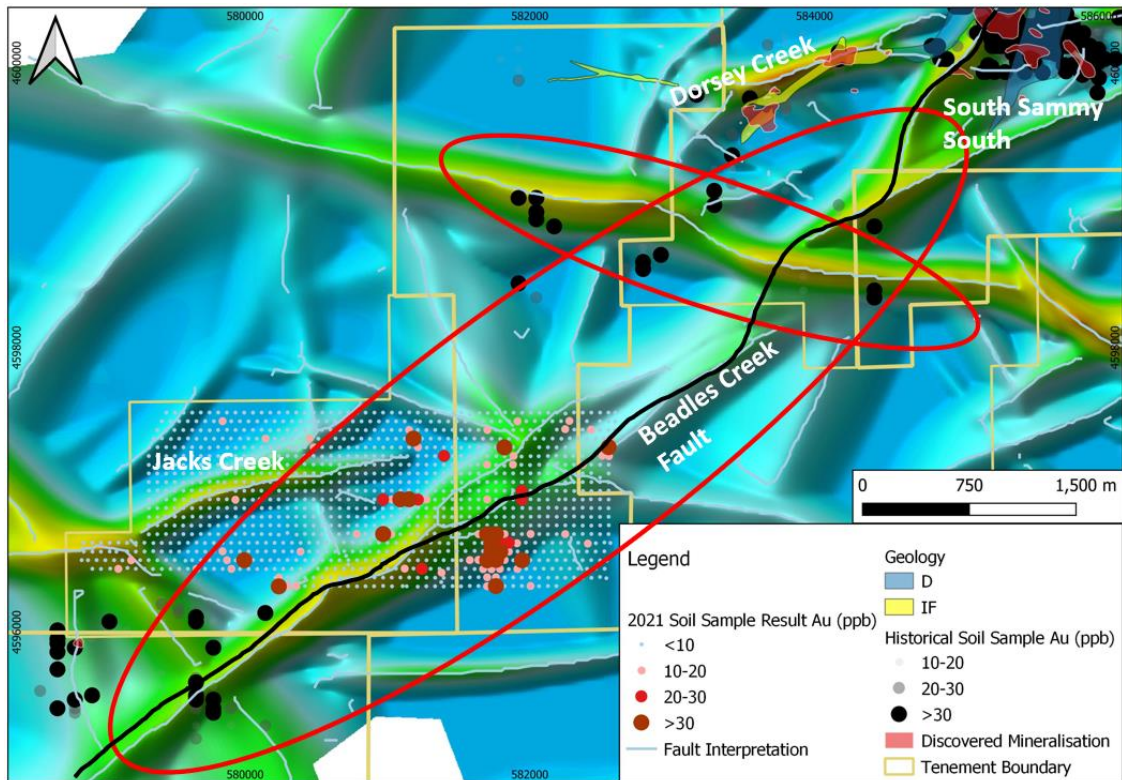 580000
582000
584000
586000
4600000
4600000
Dorsey Creek
South Sammy
South
4598000
4598000
Beadles Creek
Fault
Jacks Creek
4596000
0 750 1,500 m
Legend
2021 Soil Sample Result Au (ppb)
<10
10-20
20-30
>30
Fault Interpretation
Geology
D
IF
Historical Soil Sample Au (ppb)
10-20
20-30
>30
Discovered Mineralisation
Tenement Boundary
580000
582000